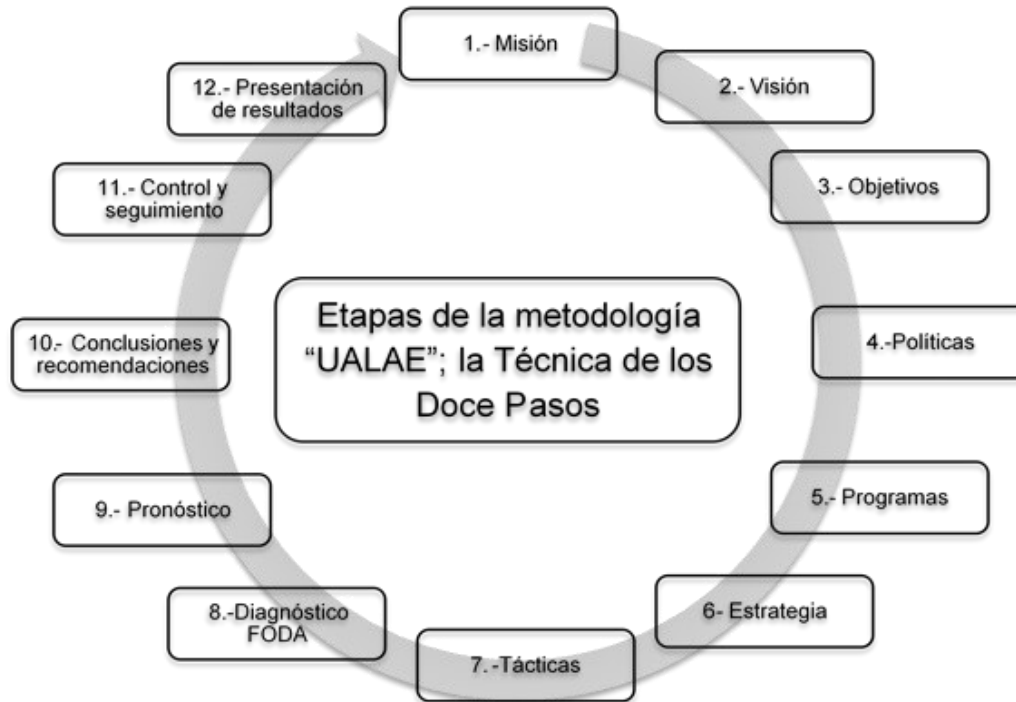 1.- Misión
2.- Visión
3.- Objetivos
4.-Políticas
5.- Programas
6- Estrategia
7.-Tácticas
8.-Diagnóstico
FODA
9.- Pronóstico
10.- Conclusiones y
recomendaciones
11.- Control y
seguimiento
12.- Presentación
de resultados
Etapas de la metodología
“UALAE”; la Técnica de los
Doce Pasos